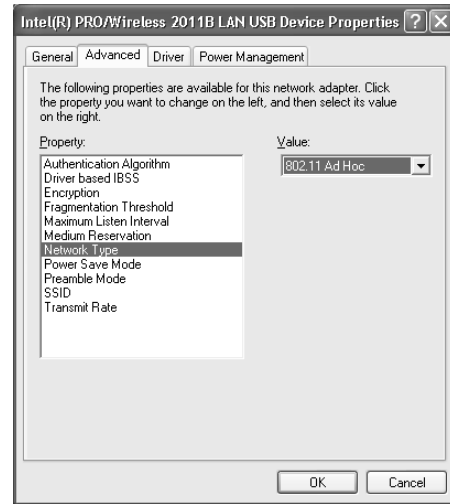 Intel(R) PRO/Wireless 2011B LAN USB Device Properties
General Advanced Driver Power Management
The following properties are available for this network adapter. Click
the property you want to change on the left, and then select its value
on the right.
Property: Value:
Authentication Algorithm 802.11 Ad Hoc
Driver based IBSS
Encryption
Fragmentation Threshold
Maximum Listen Interval
Medium Reservation
Network Type
Power Save Mode
Preamble Mode
SSID
Transmit Rate
OK Cancel